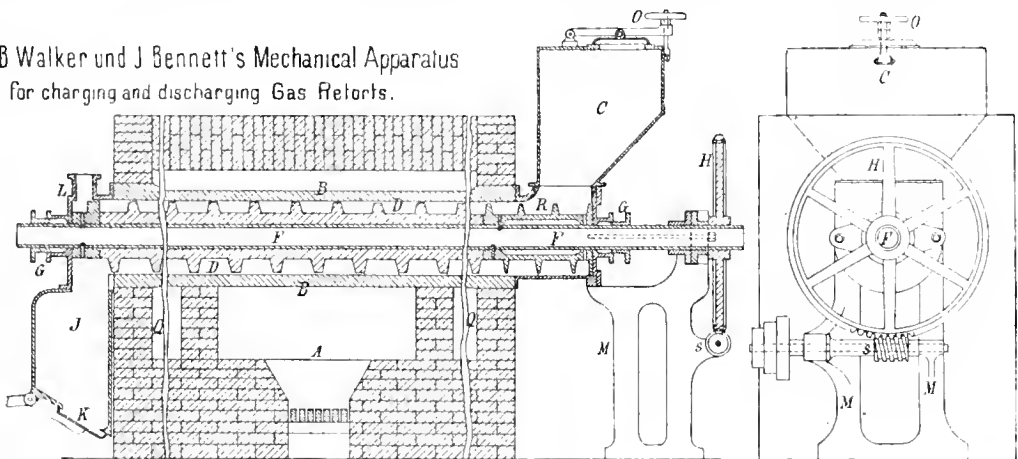 B Walker und J Bennett's Mechanical Apparatus
for charging and discharging Gas Retorts.
O
O
C
C
H
H
L
B
D
R
G
F
F
F
G
D
B
J
Q
Q
A
M
S
s
K
M
M